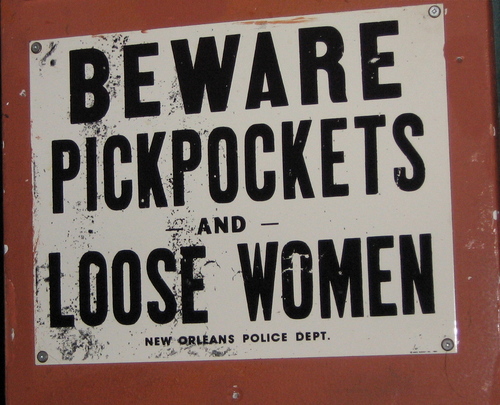 BEWARE
PICKPOCKETS
— AND —
LOOSE WOMEN
NEW ORLEANS POLICE DEPT.